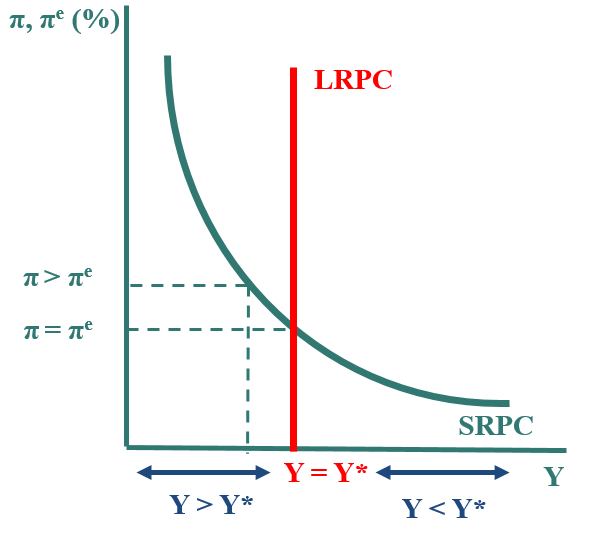 π, πᵉ (%)
LRPC
π > πᵉ
π = πᵉ
SRPC
Y = Y*
Y
Y > Y*
Y < Y*